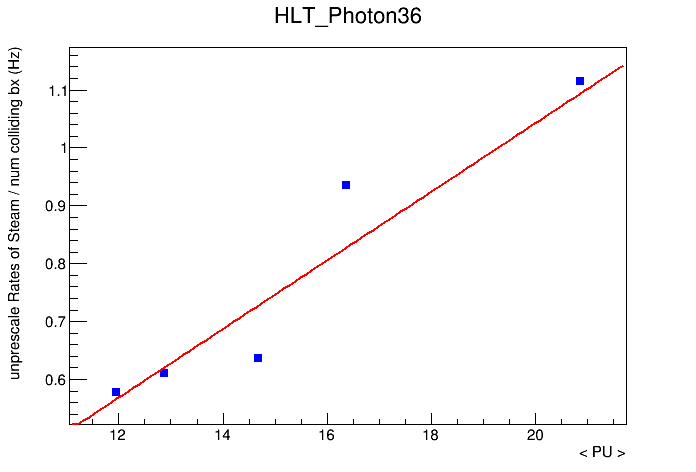 HLT_Photon36
unprescale Rates of Steam / num colliding bx (Hz)
1.1
1
0.9
0.8
0.7
0.6
12 14 16 18 20
< PU >